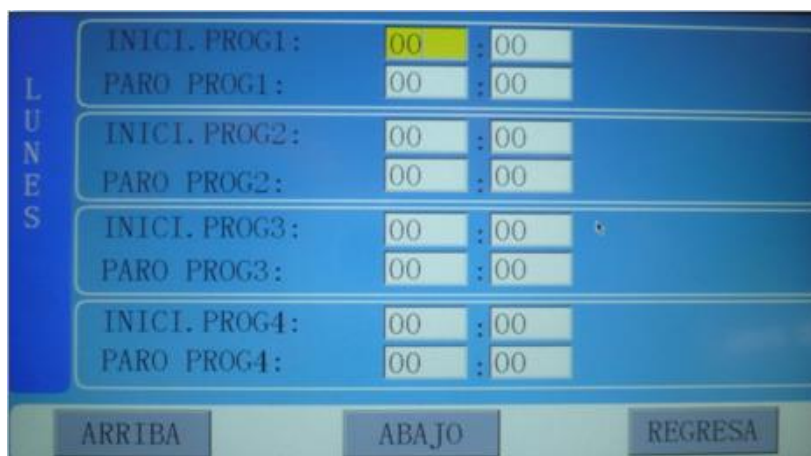 LUNES
INICI.PROG1: 00 : 00
PARO PROG1: 00 : 00
INICI.PROG2: 00 : 00
PARO PROG2: 00 : 00
INICI.PROG3: 00 : 00
PARO PROG3: 00 : 00
INICI.PROG4: 00 : 00
PARO PROG4: 00 : 00
ARRIBA ABAJO REGRESA